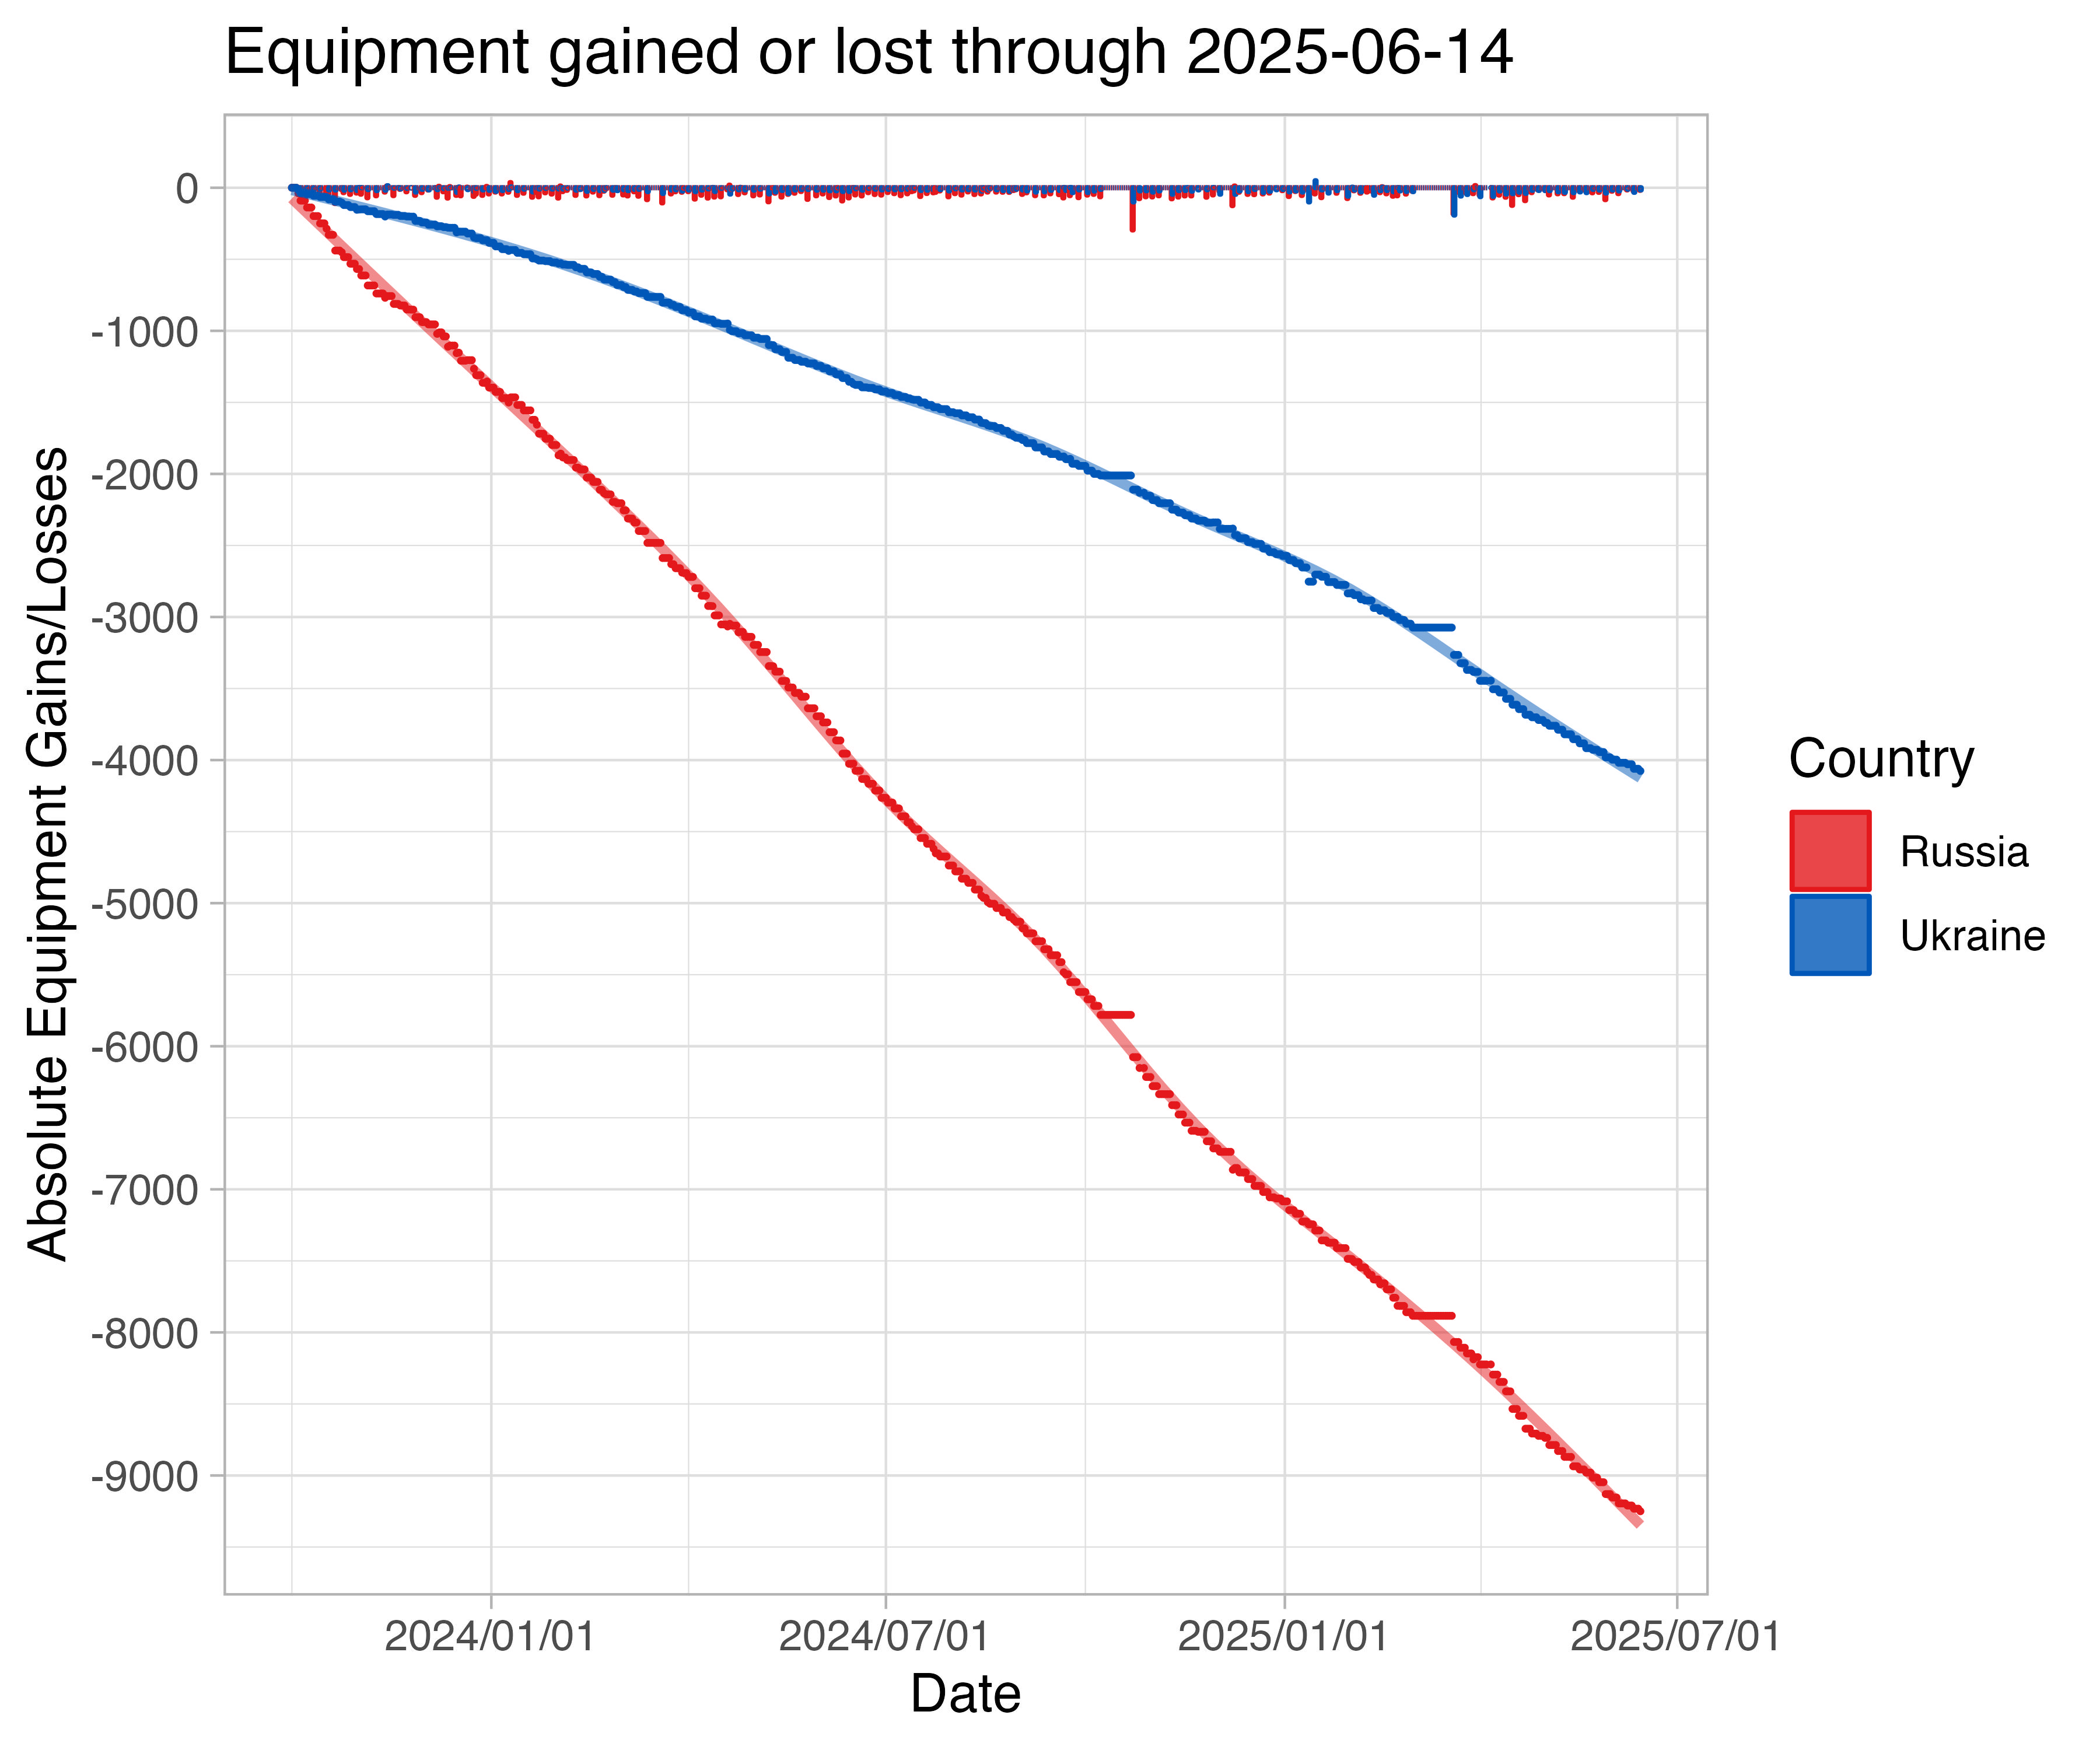 Equipment gained or lost through 2025-06-14
Absolute Equipment Gains/Losses
0
-1000
-2000
-3000
-4000
-5000
-6000
-7000
-8000
-9000
2024/01/01
2024/07/01
2025/01/01
2025/07/01
Date
Country
Russia
Ukraine